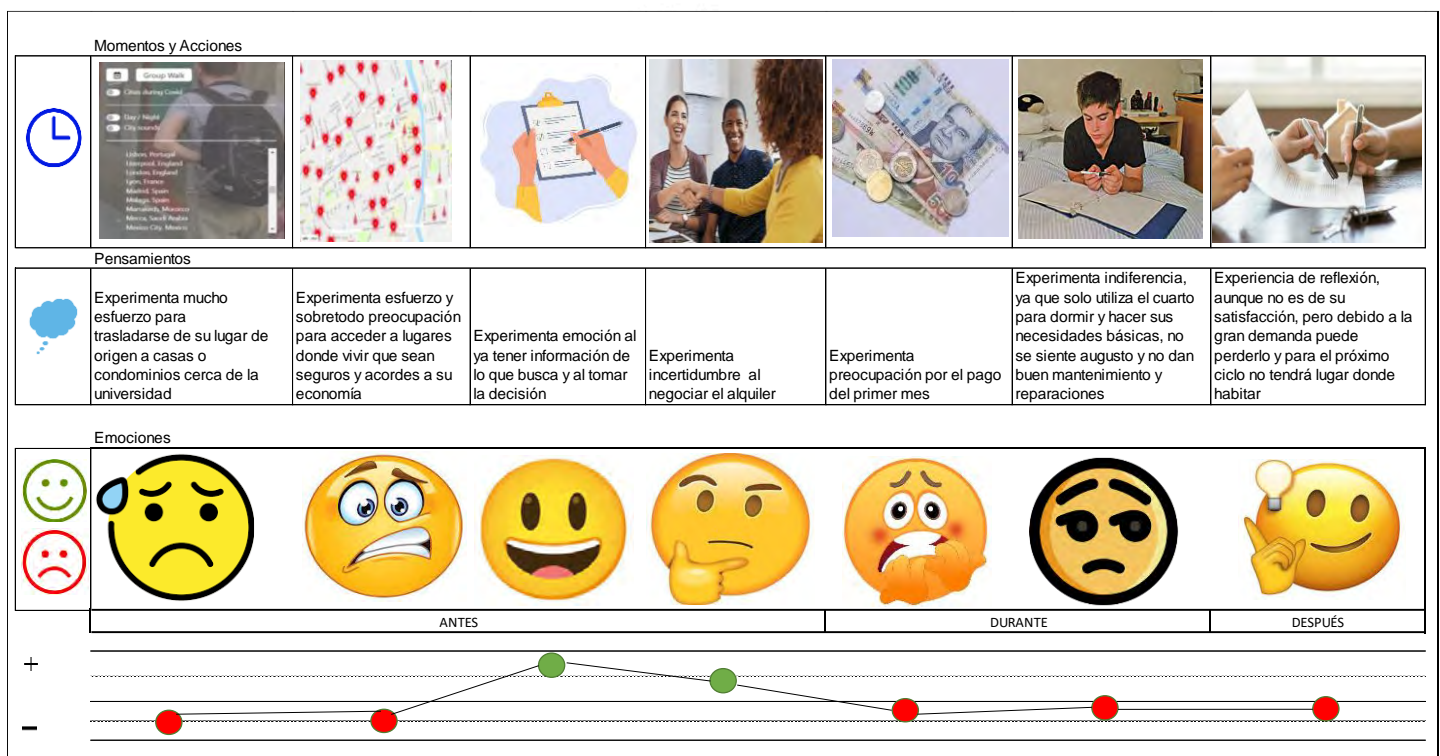 Momentos y Acciones
Group Walk
Cities during Covid
Day / Night
City sounds
Lisbon, Portugal
Liverpool, England
London, England
Lyon, France
Madrid, Spain
Malaga, Spain
Marrakesh, Morocco
Mecca, Saudi Arabia
Mexico City, Mexico
100
10
Pensamientos
Experimenta mucho
esfuerzo para
trasladarse de su lugar de
origen a casas o
condominios cerca de la
universidad
Experimenta esfuerzo y
sobretodo preocupación
para acceder a lugares
donde vivir que sean
seguros y acordes a su
economía
Experimenta emoción al
ya tener información de
lo que busca y al tomar
la decisión
Experimenta
incertidumbre al
negociar el alquiler
Experimenta
preocupación por el pago
del primer mes
Experimenta indiferencia,
ya que solo utiliza el cuarto
para dormir y hacer sus
necesidades básicas, no
se siente augusto y no dan
buen mantenimiento y
reparaciones
Experiencia de reflexión,
aunque no es de su
satisfacción, pero debido a la
gran demanda puede
perderlo y para el próximo
ciclo no tendrá lugar donde
habitar
Emociones
ANTES
DURANTE
DESPUÉS
+
-